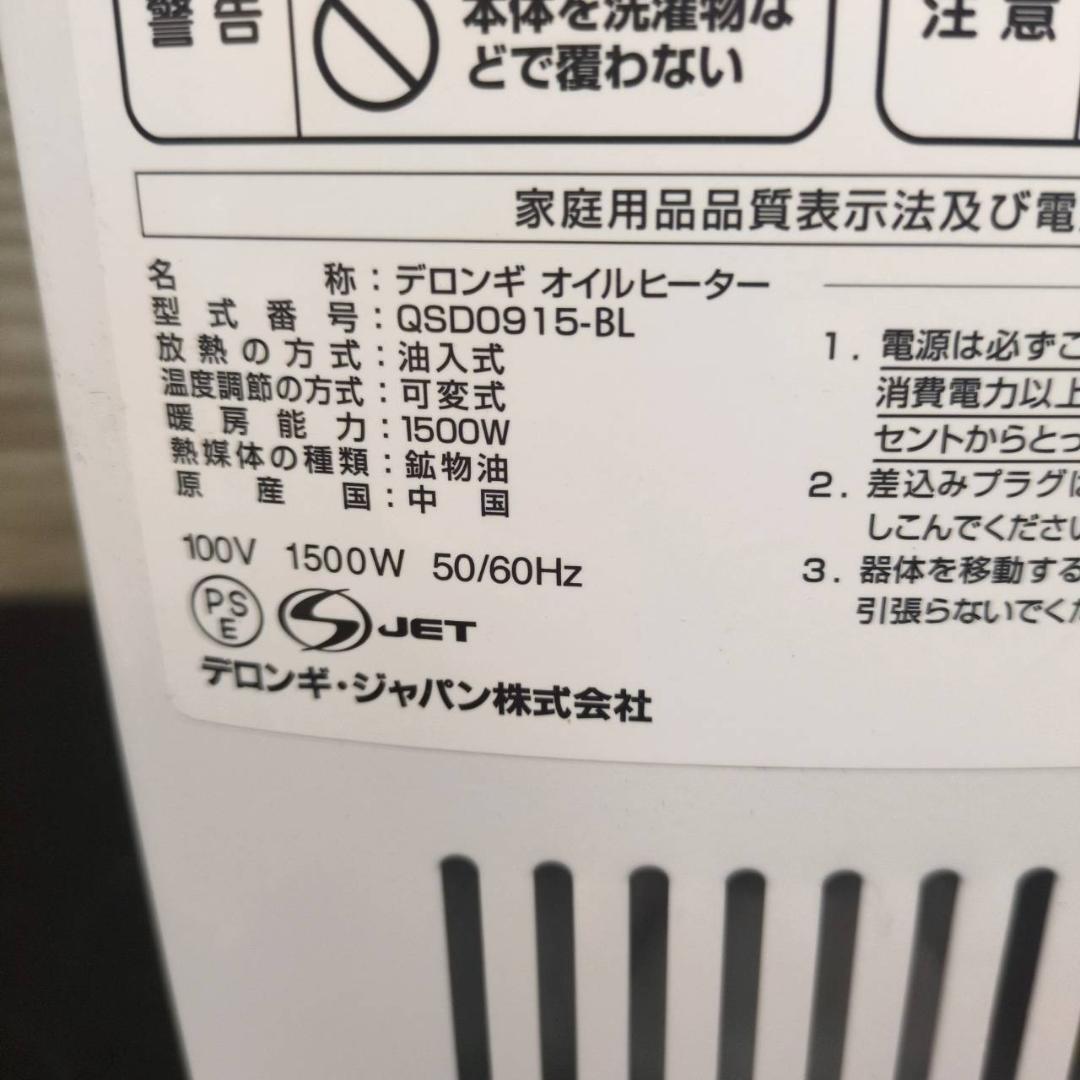 警告
本体を洗濯物な
どで覆わない
注意
家庭用品品質表示法及び電
名称：デロンギ オイルヒーター
型式番号：QSD0915-BL
放熱の方式：油入式
温度調節の方式：可変式
暖房能力：1500W
熱媒体の種類：鉱物油
原産国：中国
100V 1500W 50/60Hz
PSE
JET
デロンギ・ジャパン株式会社
1. 電源は必ずこ
消費電力以上
セントからとっ
2. 差込みプラグは
しこんでください
3. 器体を移動する
引張らないでくだ